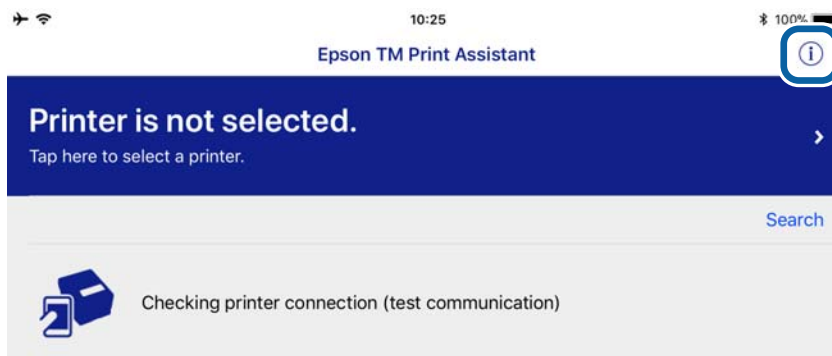 10:25
100%
Epson TM Print Assistant
i
Printer is not selected.
Tap here to select a printer.
Search
Checking printer connection (test communication)